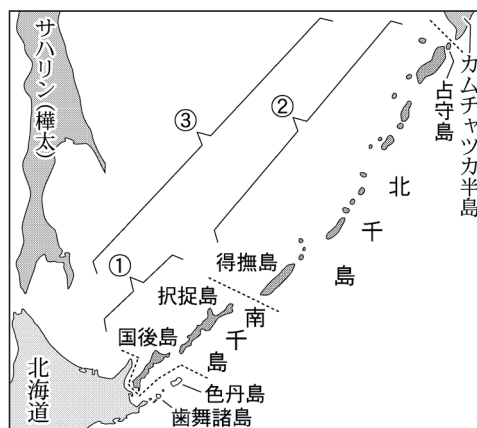 サハリン(樺太)
③
②
カムチャツカ半島
占守島
北千島
①
得撫島
択捉島
国後島
南千島
北海道
色丹島
歯舞諸島